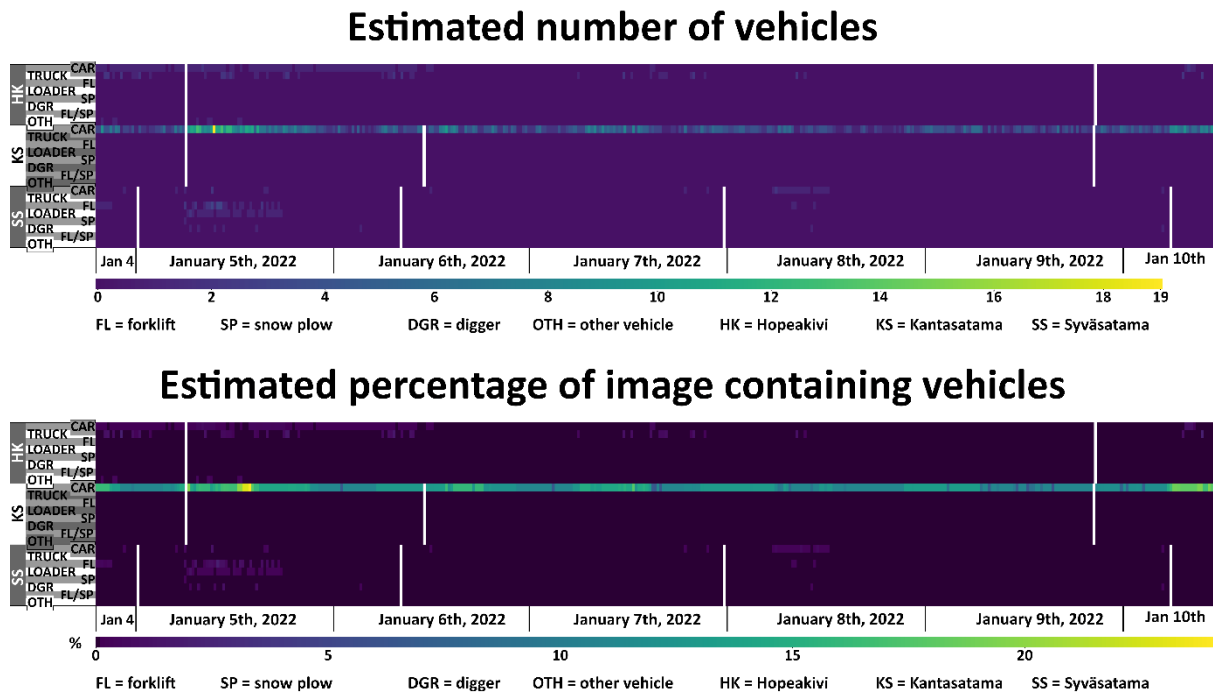 Estimated number of vehicles
HK
CAR
TRUCK
FL
LOADER
SP
DGR
FL/SP
OTH
KS
CAR
TRUCK
FL
LOADER
SP
DGR
FL/SP
OTH
SS
CAR
TRUCK
FL
LOADER
SP
DGR
FL/SP
OTH
Jan 4 January 5th, 2022 January 6th, 2022 January 7th, 2022 January 8th, 2022 January 9th, 2022 Jan 10th
0 2 4 6 8 10 12 14 16 18 19
FL = forklift SP = snow plow DGR = digger OTH = other vehicle HK = Hopeakivi KS = Kantasatama SS = Syväsatama
Estimated percentage of image containing vehicles
HK
CAR
TRUCK
FL
LOADER
SP
DGR
FL/SP
OTH
KS
CAR
TRUCK
FL
LOADER
SP
DGR
FL/SP
OTH
SS
CAR
TRUCK
FL
LOADER
SP
DGR
FL/SP
OTH
Jan 4 January 5th, 2022 January 6th, 2022 January 7th, 2022 January 8th, 2022 January 9th, 2022 Jan 10th
% 0 5 10 15 20
FL = forklift SP = snow plow DGR = digger OTH = other vehicle HK = Hopeakivi KS = Kantasatama SS = Syväsatama